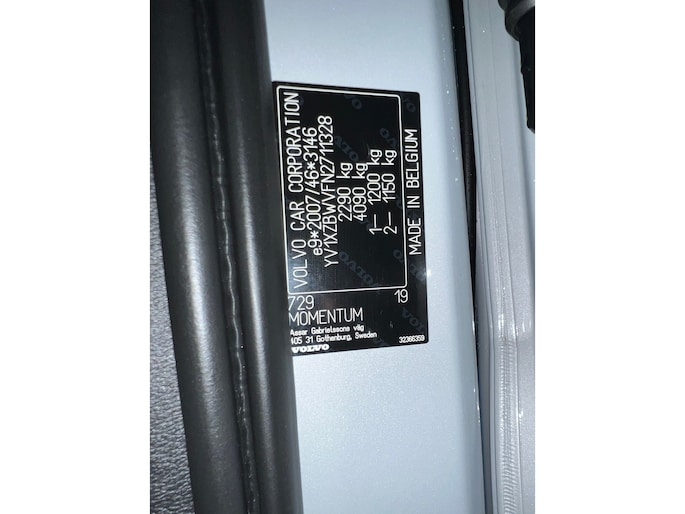 VOLVO CAR CORPORATION
e9*2007/46*3146
YV1XZBWVFN2711328
2290 kg
4090 kg
1– 1200 kg
2– 1150 kg
MADE IN BELGIUM
729 19
MOMENTUM
Assar Gabrielssons väg
405 31 Gothenburg, Sweden
VOLVO 32366359